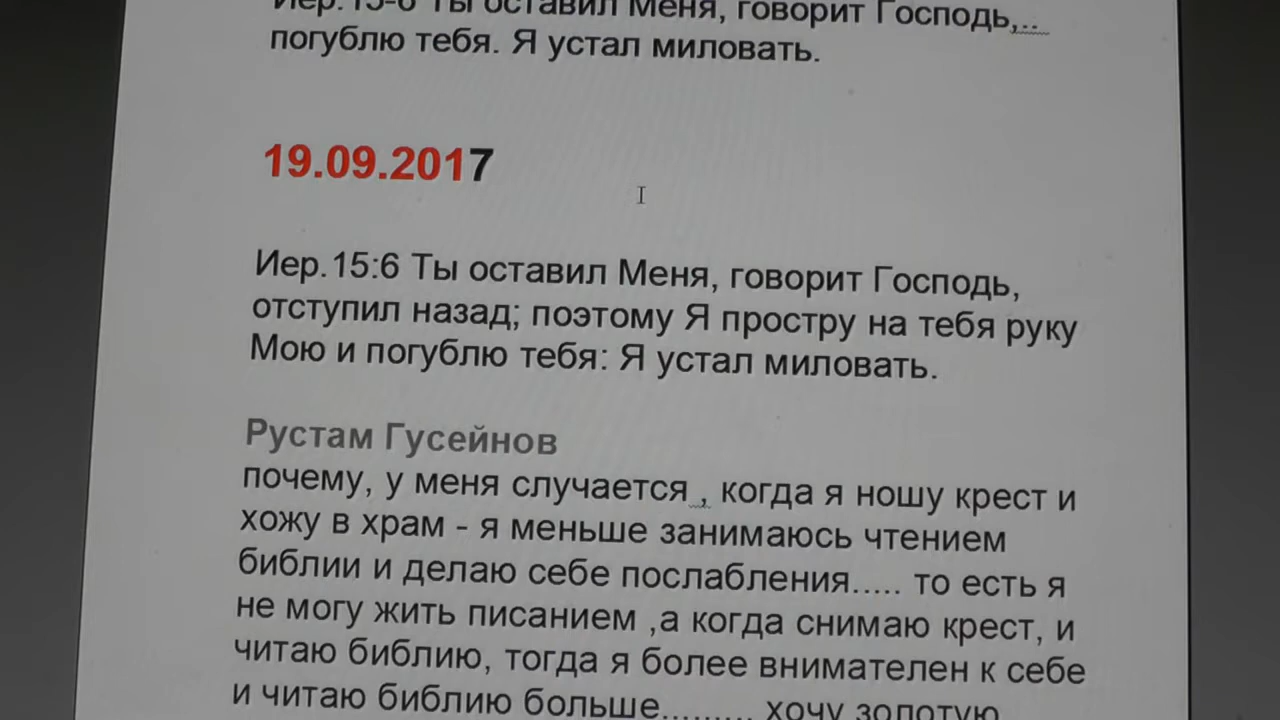 Иер.15-6 Ты оставил Меня, говорит Господь,..
погублю тебя. Я устал миловать.
19.09.2017
Иер.15:6 Ты оставил Меня, говорит Господь,
отступил назад; поэтому Я простру на тебя руку
Мою и погублю тебя: Я устал миловать.
Рустам Гусейнов
почему, у меня случается , когда я ношу крест и
хожу в храм - я меньше занимаюсь чтением
библии и делаю себе послабления..... то есть я
не могу жить писанием ,а когда снимаю крест, и
читаю библию, тогда я более внимателен к себе
и читаю библию больше......... хочу золотую